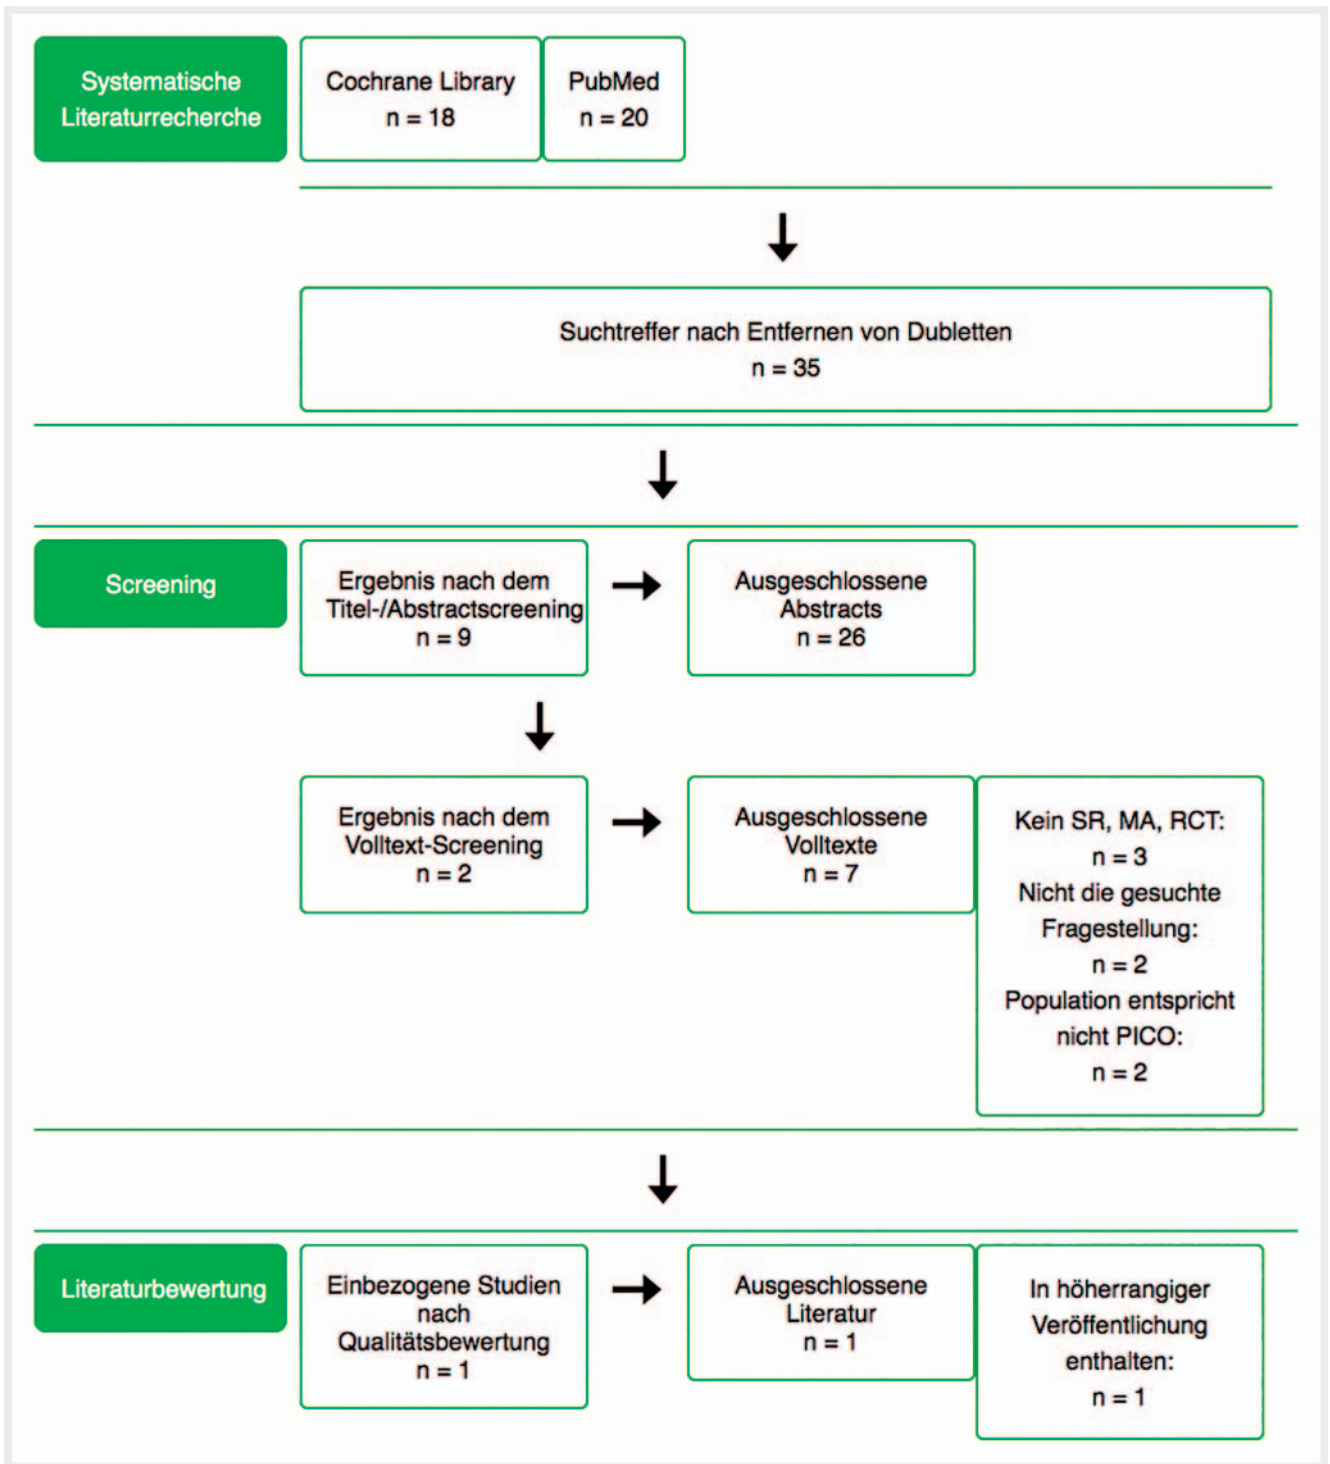 Systematische
Literaturrecherche
Cochrane Library
n = 18
PubMed
n = 20
Suchtreffer nach Entfernen von Dubletten
n = 35
Screening
Ergebnis nach dem
Titel-/Abstractscreening
n = 9
Ausgeschlossene
Abstracts
n = 26
Ergebnis nach dem
Volltext-Screening
n = 2
Ausgeschlossene
Volltexte
n = 7
Kein SR, MA, RCT:
n = 3
Nicht die gesuchte
Fragestellung:
n = 2
Population entspricht
nicht PICO:
n = 2
Literaturbewertung
Einbezogene Studien
nach
Qualitätsbewertung
n = 1
Ausgeschlossene
Literatur
n = 1
In höherrangiger
Veröffentlichung
enthalten:
n = 1